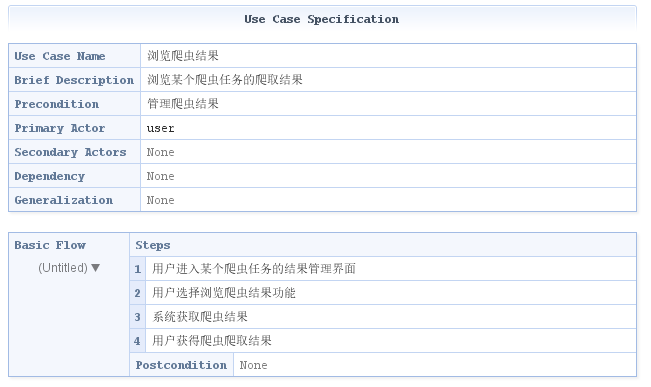 Use Case Specification
Use Case Name 浏览爬虫结果
Brief Description 浏览某个爬虫任务的爬取结果
Precondition 管理爬虫结果
Primary Actor user
Secondary Actors None
Dependency None
Generalization None
Basic Flow Steps
(Untitled) ▼ 1 用户进入某个爬虫任务的结果管理界面
2 用户选择浏览爬虫结果功能
3 系统获取爬虫结果
4 用户获得爬虫爬取结果
Postcondition None